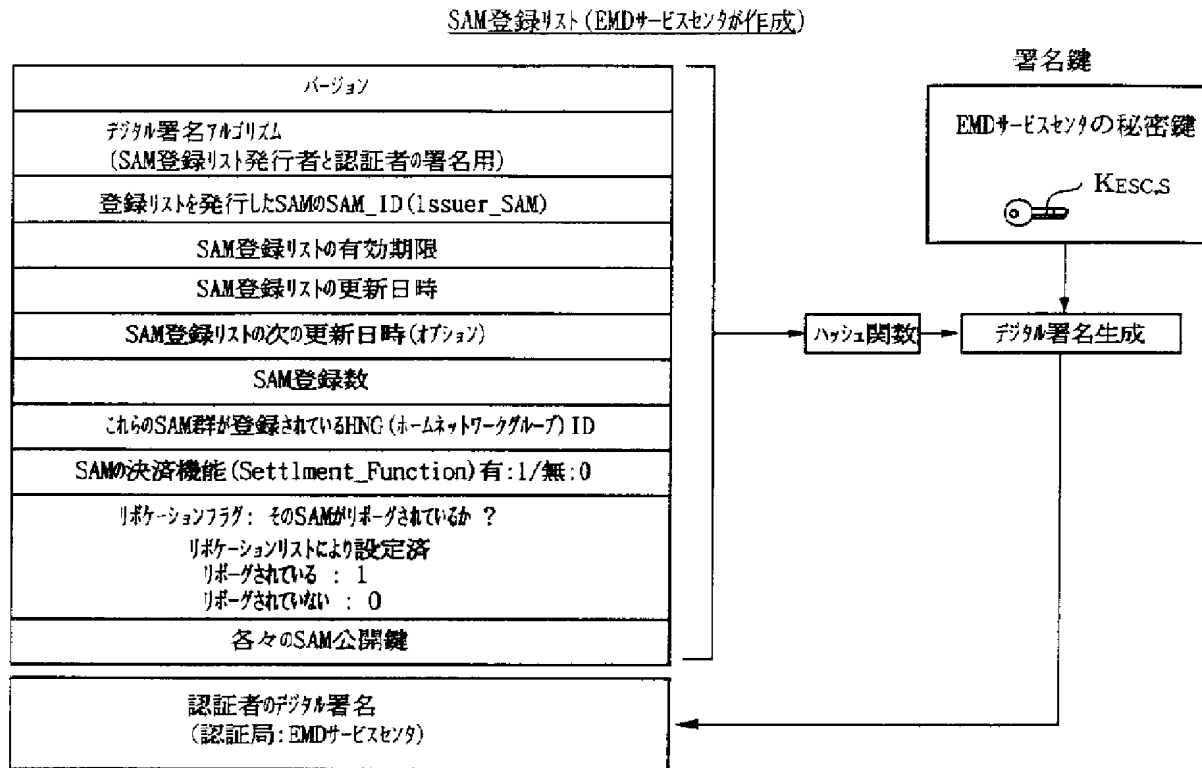 SAM登録リスト(EMDサービスセンタが作成)
バージョン
デジタル署名アルゴリズム
(SAM登録リスト発行者と認証者の署名用)
登録リストを発行したSAMのSAM_ID(Issuer_SAM)
SAM登録リストの有効期限
SAM登録リストの更新日時
SAM登録リストの次の更新日時(オプション)
SAM登録数
これらのSAM群が登録されているHNG(ホームネットワークグループ)ID
SAMの決済機能(Settlment_Function)有:1/無:0
リボケーションフラグ: そのSAMがリボーグされているか ?
リボケーションリストにより設定済
リボーグされている : 1
リボーグされていない : 0
各々のSAM公開鍵
認証者のデジタル署名
(認証局:EMDサービスセンタ)
ハッシュ関数
署名鍵
EMDサービスセンタの秘密鍵
KESC,S
デジタル署名生成